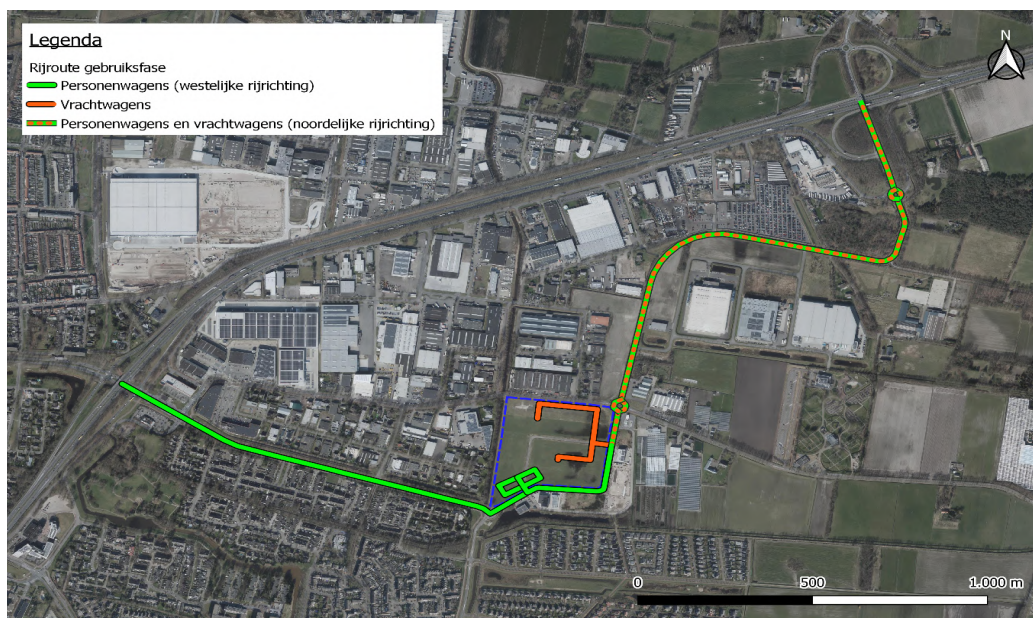 Legenda
Rijroute gebruiksfase
Personenwagens (westelijke rijrichting)
Vrachtwagens
Personenwagens en vrachtwagens (noordelijke rijrichting)
N
0 500 1.000 m